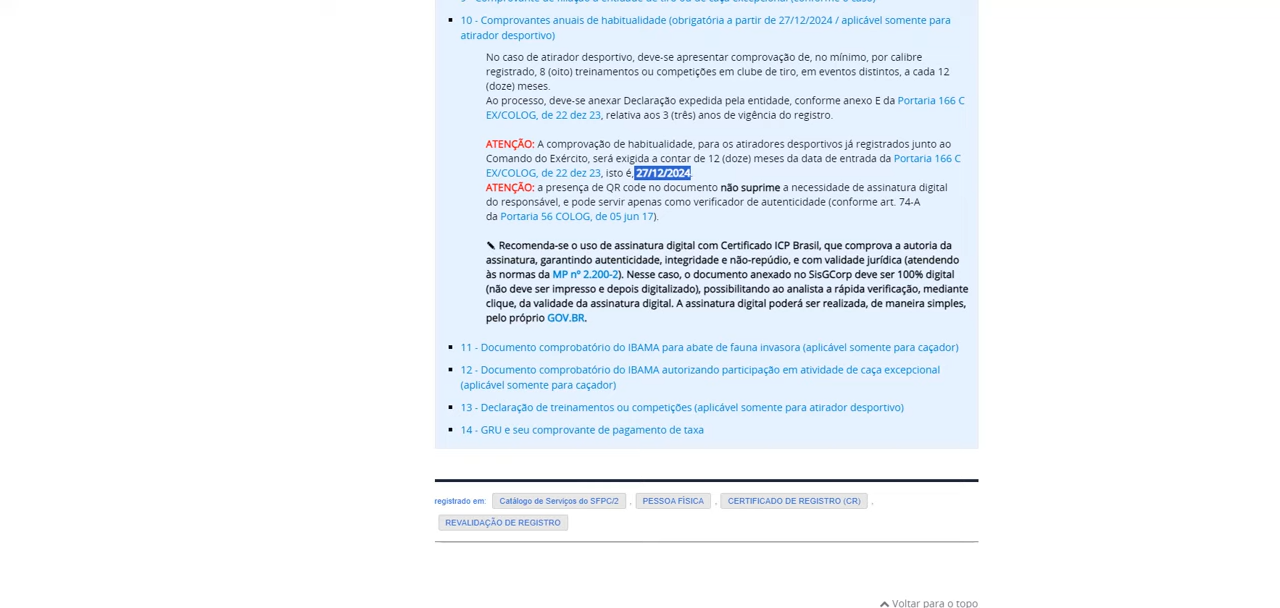 10 - Comprovantes anuais de habitualidade (obrigatória a partir de 27/12/2024 / aplicável somente para
atirador desportivo)
No caso de atirador desportivo, deve-se apresentar comprovação de, no mínimo, por calibre
registrado, 8 (oito) treinamentos ou competições em clube de tiro, em eventos distintos, a cada 12
(doze) meses.
Ao processo, deve-se anexar Declaração expedida pela entidade, conforme anexo E da Portaria 166 C
EX/COLOG, de 22 dez 23, relativa aos 3 (três) anos de vigência do registro.
ATENÇÃO: A comprovação de habitualidade, para os atiradores desportivos já registrados junto ao
Comando do Exército, será exigida a contar de 12 (doze) meses da data de entrada da Portaria 166 C
EX/COLOG, de 22 dez 23, isto é, 27/12/2024.
ATENÇÃO: a presença de QR code no documento não suprime a necessidade de assinatura digital
do responsável, e pode servir apenas como verificador de autenticidade (conforme art. 74-A
da Portaria 56 COLOG, de 05 jun 17).
Recomenda-se o uso de assinatura digital com Certificado ICP Brasil, que comprova a autoria da
assinatura, garantindo autenticidade, integridade e não-repúdio, e com validade jurídica (atendendo
às normas da MP nº 2.200-2). Nesse caso, o documento anexado no SisGCorp deve ser 100% digital
(não deve ser impresso e depois digitalizado), possibilitando ao analista a rápida verificação, mediante
clique, da validade da assinatura digital. A assinatura digital poderá ser realizada, de maneira simples,
pelo próprio GOV.BR.
11 - Documento comprobatório do IBAMA para abate de fauna invasora (aplicável somente para caçador)
12 - Documento comprobatório do IBAMA autorizando participação em atividade de caça excepcional
(aplicável somente para caçador)
13 - Declaração de treinamentos ou competições (aplicável somente para atirador desportivo)
14 - GRU e seu comprovante de pagamento de taxa
registrado em: Catálogo de Serviços do SFPC/2 , PESSOA FÍSICA , CERTIFICADO DE REGISTRO (CR) ,
REVALIDAÇÃO DE REGISTRO
Voltar para o topo